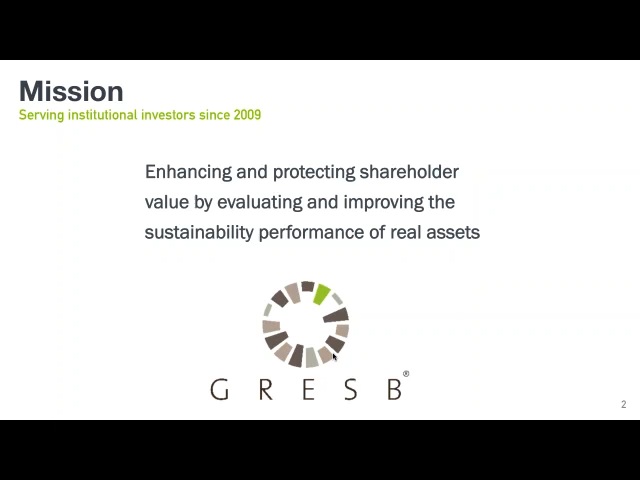 Mission
Serving institutional investors since 2009
Enhancing and protecting shareholder
value by evaluating and improving the
sustainability performance of real assets
G R E S B ®
2